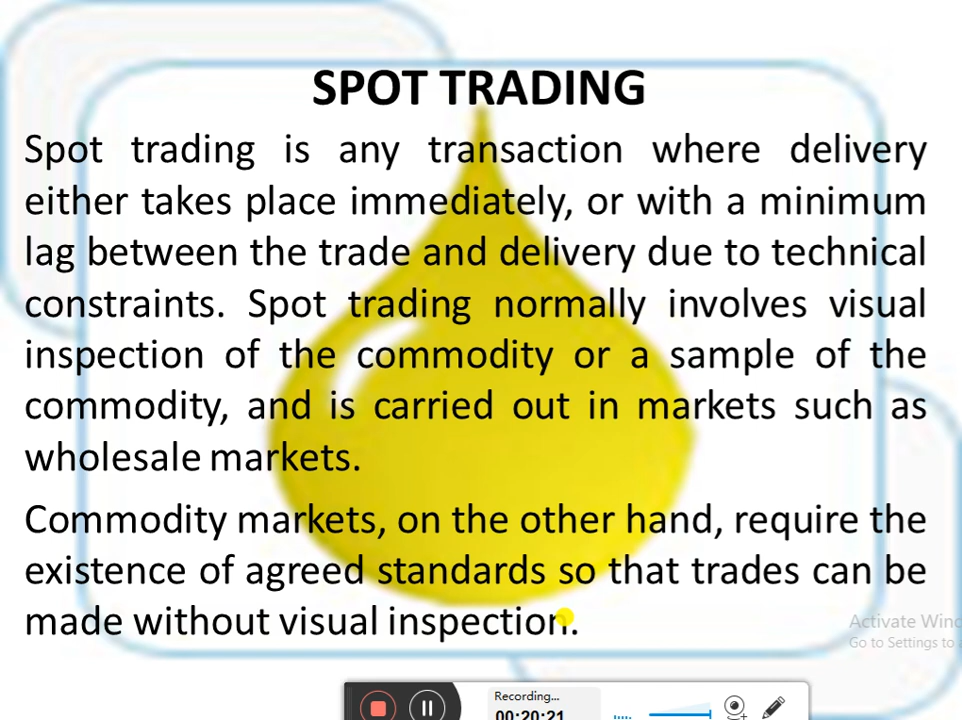 SPOT TRADING
Spot trading is any transaction where delivery
either takes place immediately, or with a minimum
lag between the trade and delivery due to technical
constraints. Spot trading normally involves visual
inspection of the commodity or a sample of the
commodity, and is carried out in markets such as
wholesale markets.
Commodity markets, on the other hand, require the
existence of agreed standards so that trades can be
made without visual inspection.
Activate Wind
Go to Settings to a
Recording...
00:20:21